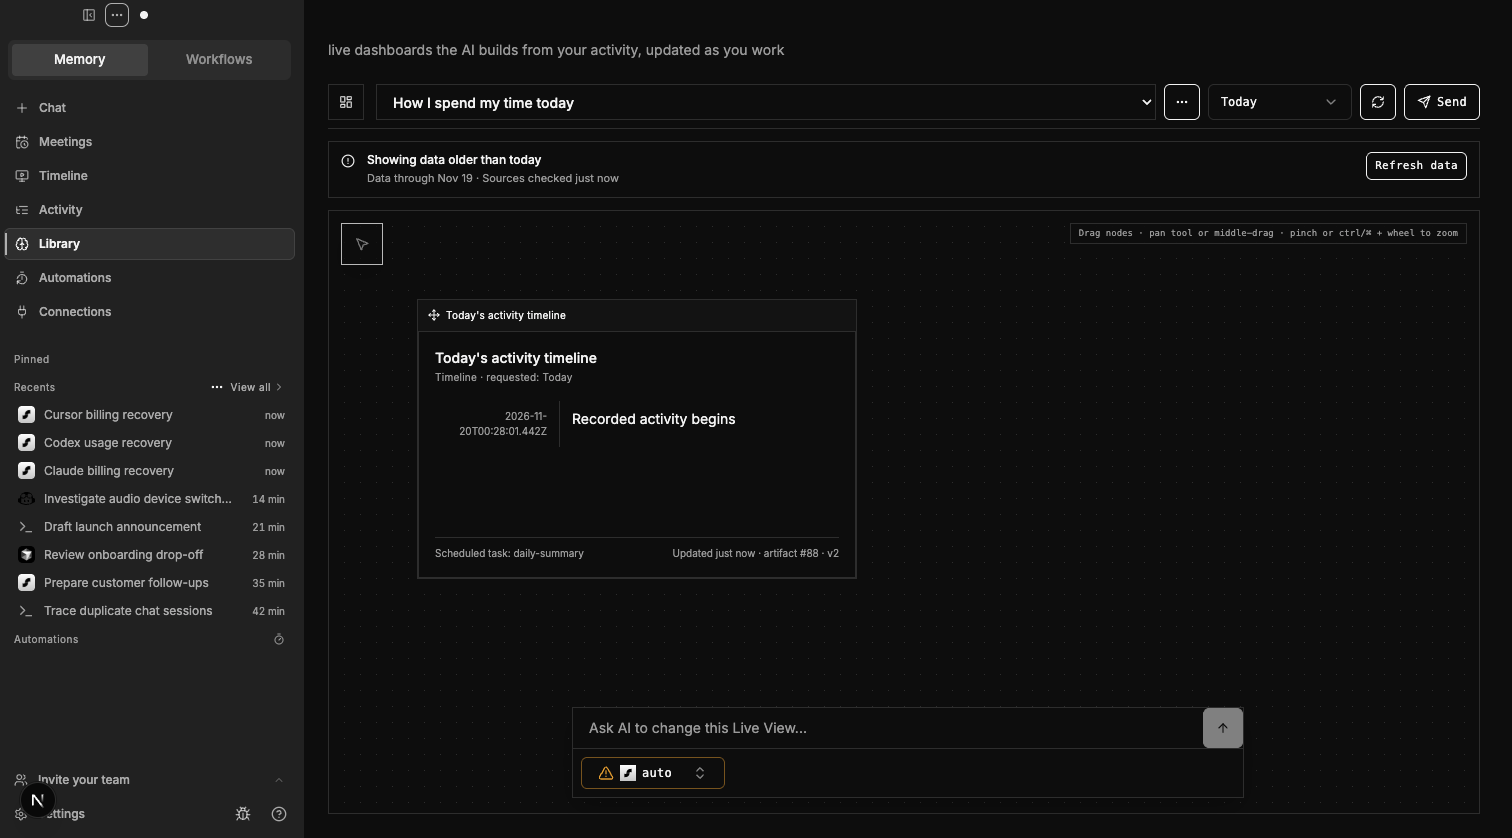 Memory
Workflows
Chat
Meetings
Timeline
Activity
Library
Automations
Connections
Pinned
Recents
View all
Cursor billing recovery now
Codex usage recovery now
Claude billing recovery now
Investigate audio device switch... 14 min
Draft launch announcement 21 min
Review onboarding drop-off 28 min
Prepare customer follow-ups 35 min
Trace duplicate chat sessions 42 min
Automations
Invite your team
N
ettings
live dashboards the AI builds from your activity, updated as you work
How I spend my time today
Today
Send
Showing data older than today
Data through Nov 19 · Sources checked just now
Refresh data
Drag nodes · pan tool or middle-drag · pinch or ctrl/⌘ + wheel to zoom
Today's activity timeline
Today's activity timeline
Timeline · requested: Today
2026-11-
20T00:28:01.442Z
Recorded activity begins
Scheduled task: daily-summary
Updated just now · artifact #88 · v2
Ask AI to change this Live View...
auto